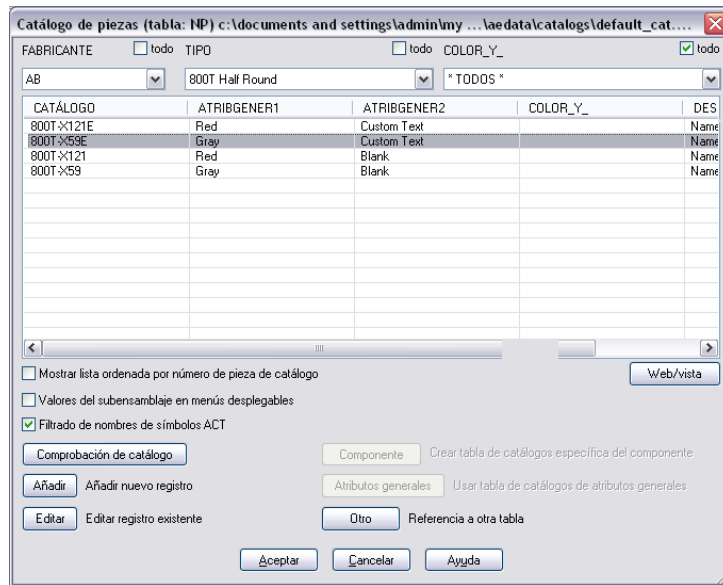 Catálogo de piezas (tabla: NP) c:\documents and settings\admin\my ...\aedata\catalogs\default_cat....
FABRICANTE todo TIPO todo COLOR_Y_ todo
AB 800T Half Round * TODOS *
CATÁLOGO ATRIBGENER1 ATRIBGENER2 COLOR_Y_ DES
800T-X121E Red Custom Text Name
800T-X59E Gray Custom Text Name
800T-X121 Red Blank Name
800T-X59 Gray Blank Name
Mostrar lista ordenada por número de pieza de catálogo Web/vista
Valores del subensamblaje en menús desplegables
Filtrado de nombres de símbolos ACT
Comprobación de catálogo Componente Crear tabla de catálogos específica del componente
Añadir Añadir nuevo registro Atributos generales Usar tabla de catálogos de atributos generales
Editar Editar registro existente Otro Referencia a otra tabla
Aceptar Cancelar Ayuda